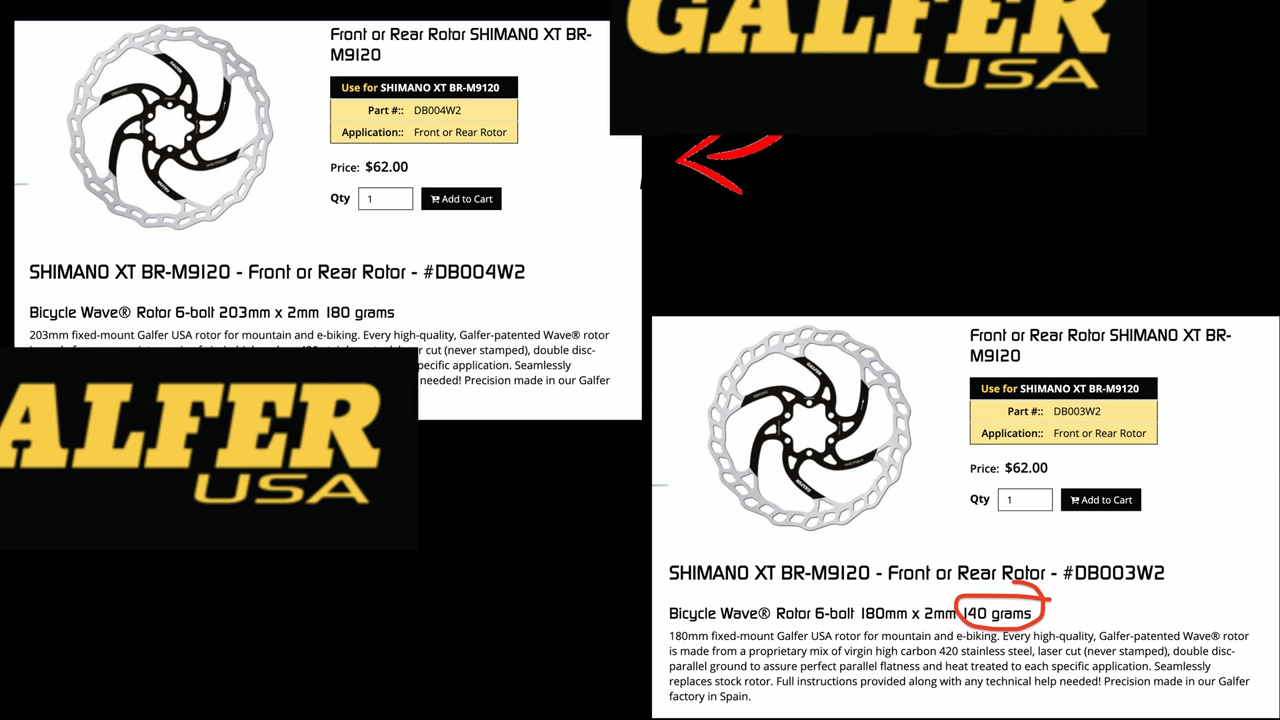 GALFER
USA
Front or Rear Rotor SHIMANO XT BR-
M9120
Use for SHIMANO XT BR-M9120
Part #:: DB004W2
Application:: Front or Rear Rotor
Price: $62.00
Qty 1 Add to Cart
SHIMANO XT BR-M9120 - Front or Rear Rotor - #DB004W2
Bicycle Wave® Rotor 6-bolt 203mm x 2mm 180 grams
203mm fixed-mount Galfer USA rotor for mountain and e-biking. Every high-quality, Galfer-patented Wave® rotor
cut (never stamped), double disc-
pecific application. Seamlessly
needed! Precision made in our Galfer
ALFER
USA
Front or Rear Rotor SHIMANO XT BR-
M9120
Use for SHIMANO XT BR-M9120
Part #:: DB003W2
Application:: Front or Rear Rotor
Price: $62.00
Qty 1 Add to Cart
SHIMANO XT BR-M9120 - Front or Rear Rotor - #DB003W2
Bicycle Wave® Rotor 6-bolt 180mm x 2mm 140 grams
180mm fixed-mount Galfer USA rotor for mountain and e-biking. Every high-quality, Galfer-patented Wave® rotor
is made from a proprietary mix of virgin high carbon 420 stainless steel, laser cut (never stamped), double disc-
parallel ground to assure perfect parallel flatness and heat treated to each specific application. Seamlessly
replaces stock rotor. Full instructions provided along with any technical help needed! Precision made in our Galfer
factory in Spain.